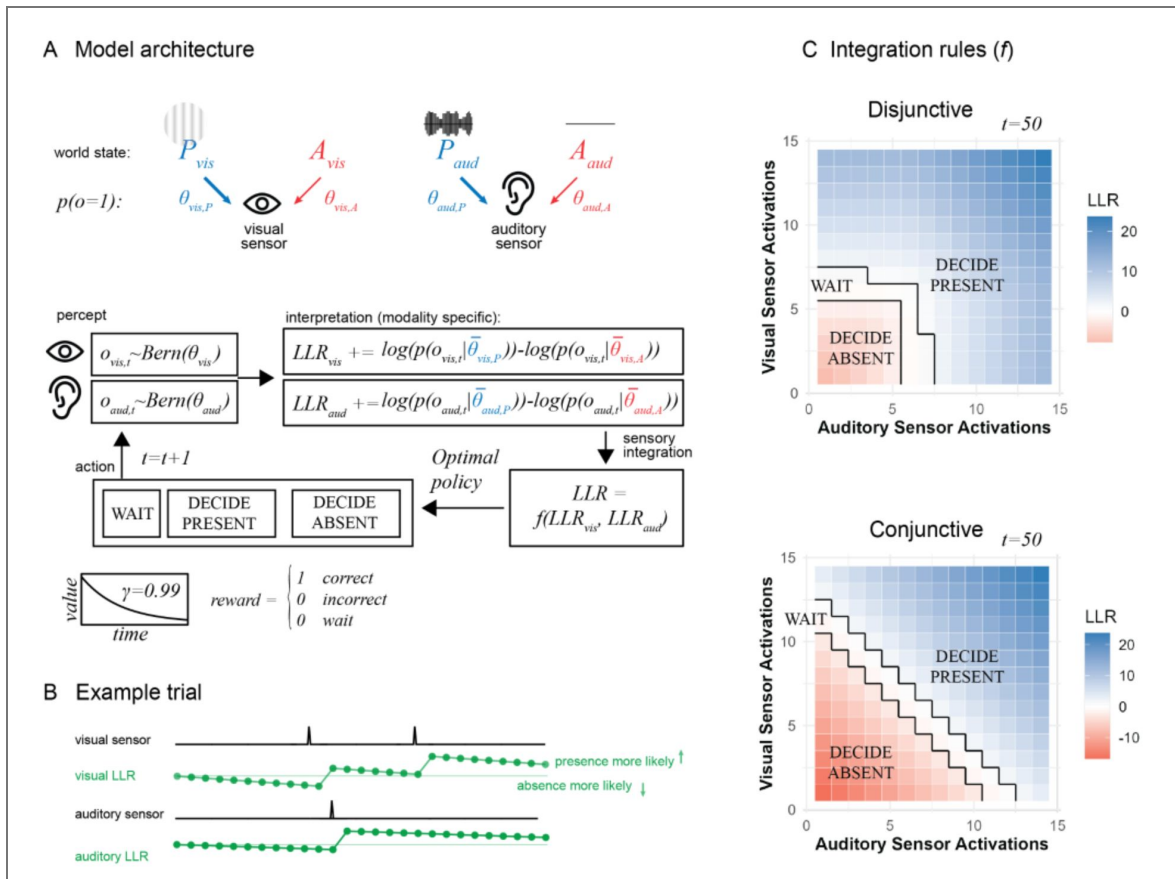 A Model architecture
world state:
P_vis
A_vis
P_aud
A_aud
p(o=1):
θ_vis,P
θ_vis,A
θ_aud,P
θ_aud,A
visual
sensor
auditory
sensor
percept
o_vis,t~Bern(θ_vis)
o_aud,t~Bern(θ_aud)
interpretation (modality specific):
LLR_vis += log(p(o_vis,t|θ̅_vis,P))-log(p(o_vis,t|θ̅_vis,A))
LLR_aud +=log(p(o_aud,t|θ̅_aud,P))-log(p(o_aud,t|θ̅_aud,A))
sensory
integration
LLR =
f(LLR_vis, LLR_aud)
Optimal
policy
action
t=t+1
WAIT
DECIDE
PRESENT
DECIDE
ABSENT
value
γ=0.99
time
reward = { 1 correct
0 incorrect
0 wait
B Example trial
visual sensor
visual LLR
presence more likely ↑
absence more likely ↓
auditory sensor
auditory LLR
C Integration rules (f)
Disjunctive
t=50
Visual Sensor Activations
15
10
5
0
WAIT
DECIDE
PRESENT
DECIDE
ABSENT
0 5 10 15
Auditory Sensor Activations
LLR
20
10
0
Conjunctive
t=50
Visual Sensor Activations
15
10
5
0
WAIT
DECIDE
PRESENT
DECIDE
ABSENT
0 5 10 15
Auditory Sensor Activations
LLR
20
10
0
-10